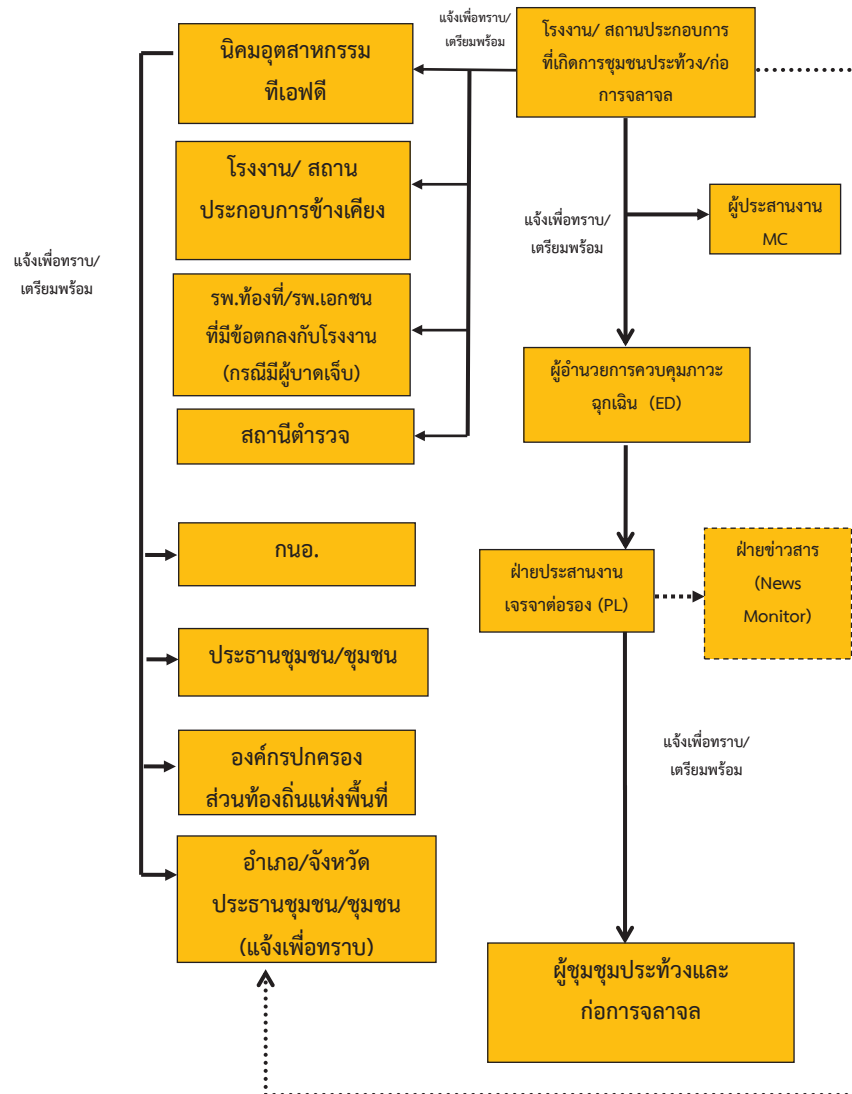 แจ้งเพื่อทราบ/
เตรียมพร้อม
โรงงาน/ สถานประกอบการ
ที่เกิดการชุมชนประท้วง/ก่อ
การจลาจล
นิคมอุตสาหกรรม
ทีเอฟดี
โรงงาน/ สถาน
ประกอบการข้างเคียง
ผู้ประสานงาน
MC
แจ้งเพื่อทราบ/
เตรียมพร้อม
แจ้งเพื่อทราบ/
เตรียมพร้อม
รพ.ท้องที่/รพ.เอกชน
ที่มีข้อตกลงกับโรงงาน
(กรณีมีผู้บาดเจ็บ)
ผู้อำนวยการควบคุมภาวะ
ฉุกเฉิน (ED)
สถานีตำรวจ
กนอ.
ฝ่ายประสานงาน
เจรจาต่อรอง (PL)
ฝ่ายข่าวสาร
(News
Monitor)
ประธานชุมชน/ชุมชน
องค์กรปกครอง
ส่วนท้องถิ่นแห่งพื้นที่
แจ้งเพื่อทราบ/
เตรียมพร้อม
อำเภอ/จังหวัด
ประธานชุมชน/ชุมชน
(แจ้งเพื่อทราบ)
ผู้ชุมชุมประท้วงและ
ก่อการจลาจล